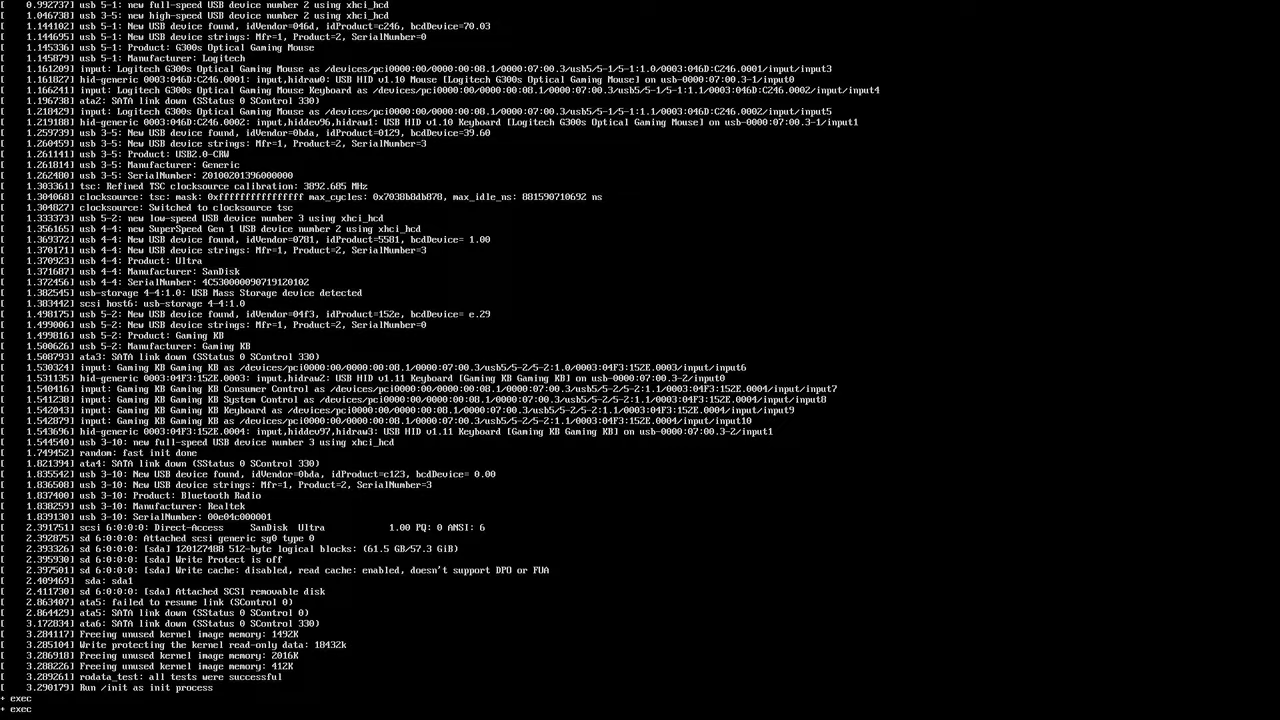 [    0.992737] usb 5-1: new full-speed USB device number 2 using xhci_hcd
[    1.046738] usb 3-5: new high-speed USB device number 2 using xhci_hcd
[    1.144102] usb 5-1: New USB device found, idVendor=046d, idProduct=c246, bcdDevice=70.03
[    1.144695] usb 5-1: New USB device strings: Mfr=1, Product=2, SerialNumber=0
[    1.145336] usb 5-1: Product: G300s Optical Gaming Mouse
[    1.145879] usb 5-1: Manufacturer: Logitech
[    1.161209] input: Logitech G300s Optical Gaming Mouse as /devices/pci0000:00/0000:00:08.1/0000:07:00.3/usb5/5-1/5-1:1.0/0003:046D:C246.0001/input/input3
[    1.161827] hid-generic 0003:046D:C246.0001: input,hidraw0: USB HID v1.10 Mouse [Logitech G300s Optical Gaming Mouse] on usb-0000:07:00.3-1/input0
[    1.166241] input: Logitech G300s Optical Gaming Mouse Keyboard as /devices/pci0000:00/0000:00:08.1/0000:07:00.3/usb5/5-1/5-1:1.1/0003:046D:C246.0002/input/input4
[    1.196738] ata2: SATA link down (SStatus 0 SControl 330)
[    1.218429] input: Logitech G300s Optical Gaming Mouse as /devices/pci0000:00/0000:00:08.1/0000:07:00.3/usb5/5-1/5-1:1.1/0003:046D:C246.0002/input/input5
[    1.219188] hid-generic 0003:046D:C246.0002: input,hiddev96,hidraw1: USB HID v1.10 Keyboard [Logitech G300s Optical Gaming Mouse] on usb-0000:07:00.3-1/input1
[    1.259739] usb 3-5: New USB device found, idVendor=0bda, idProduct=0129, bcdDevice=39.60
[    1.260459] usb 3-5: New USB device strings: Mfr=1, Product=2, SerialNumber=3
[    1.261141] usb 3-5: Product: USB2.0-CRW
[    1.261814] usb 3-5: Manufacturer: Generic
[    1.262480] usb 3-5: SerialNumber: 20100201396000000
[    1.303361] tsc: Refined TSC clocksource calibration: 3892.685 MHz
[    1.304068] clocksource: tsc: mask: 0xffffffffffffffff max_cycles: 0x7038b8db878, max_idle_ns: 881590710692 ns
[    1.304827] clocksource: Switched to clocksource tsc
[    1.333373] usb 5-2: new low-speed USB device number 3 using xhci_hcd
[    1.356165] usb 4-4: new SuperSpeed Gen 1 USB device number 2 using xhci_hcd
[    1.369372] usb 4-4: New USB device found, idVendor=0781, idProduct=5581, bcdDevice= 1.00
[    1.370171] usb 4-4: New USB device strings: Mfr=1, Product=2, SerialNumber=3
[    1.370923] usb 4-4: Product: Ultra
[    1.371687] usb 4-4: Manufacturer: SanDisk
[    1.372456] usb 4-4: SerialNumber: 4C530000090719120102
[    1.382545] usb-storage 4-4:1.0: USB Mass Storage device detected
[    1.383442] scsi host6: usb-storage 4-4:1.0
[    1.498175] usb 5-2: New USB device found, idVendor=04f3, idProduct=152e, bcdDevice= e.29
[    1.499006] usb 5-2: New USB device strings: Mfr=1, Product=2, SerialNumber=0
[    1.499816] usb 5-2: Product: Gaming KB
[    1.500626] usb 5-2: Manufacturer: Gaming KB
[    1.508793] ata3: SATA link down (SStatus 0 SControl 330)
[    1.530324] input: Gaming KB Gaming KB as /devices/pci0000:00/0000:00:08.1/0000:07:00.3/usb5/5-2/5-2:1.0/0003:04F3:152E.0003/input/input6
[    1.531135] hid-generic 0003:04F3:152E.0003: input,hidraw2: USB HID v1.11 Keyboard [Gaming KB Gaming KB] on usb-0000:07:00.3-2/input0
[    1.540416] input: Gaming KB Gaming KB Consumer Control as /devices/pci0000:00/0000:00:08.1/0000:07:00.3/usb5/5-2/5-2:1.1/0003:04F3:152E.0004/input/input7
[    1.541238] input: Gaming KB Gaming KB System Control as /devices/pci0000:00/0000:00:08.1/0000:07:00.3/usb5/5-2/5-2:1.1/0003:04F3:152E.0004/input/input8
[    1.542043] input: Gaming KB Gaming KB Keyboard as /devices/pci0000:00/0000:00:08.1/0000:07:00.3/usb5/5-2/5-2:1.1/0003:04F3:152E.0004/input/input9
[    1.542879] input: Gaming KB Gaming KB as /devices/pci0000:00/0000:00:08.1/0000:07:00.3/usb5/5-2/5-2:1.1/0003:04F3:152E.0004/input/input10
[    1.543696] hid-generic 0003:04F3:152E.0004: input,hiddev97,hidraw3: USB HID v1.11 Keyboard [Gaming KB Gaming KB] on usb-0000:07:00.3-2/input1
[    1.544540] usb 3-10: new full-speed USB device number 3 using xhci_hcd
[    1.749452] random: fast init done
[    1.821394] ata4: SATA link down (SStatus 0 SControl 330)
[    1.835542] usb 3-10: New USB device found, idVendor=0bda, idProduct=c123, bcdDevice= 0.00
[    1.836508] usb 3-10: New USB device strings: Mfr=1, Product=2, SerialNumber=3
[    1.837400] usb 3-10: Product: Bluetooth Radio
[    1.838259] usb 3-10: Manufacturer: Realtek
[    1.839130] usb 3-10: SerialNumber: 00e04c000001
[    2.391751] scsi 6:0:0:0: Direct-Access     SanDisk  Ultra            1.00 PQ: 0 ANSI: 6
[    2.392875] sd 6:0:0:0: Attached scsi generic sg0 type 0
[    2.393326] sd 6:0:0:0: [sda] 120127488 512-byte logical blocks: (61.5 GB/57.3 GiB)
[    2.395930] sd 6:0:0:0: [sda] Write Protect is off
[    2.397501] sd 6:0:0:0: [sda] Write cache: disabled, read cache: enabled, doesn't support DPO or FUA
[    2.409469]  sda: sda1
[    2.411730] sd 6:0:0:0: [sda] Attached SCSI removable disk
[    2.863407] ata5: failed to resume link (SControl 0)
[    2.864429] ata5: SATA link down (SStatus 0 SControl 0)
[    3.172834] ata6: SATA link down (SStatus 0 SControl 330)
[    3.284117] Freeing unused kernel image memory: 1492K
[    3.285104] Write protecting the kernel read-only data: 18432k
[    3.286918] Freeing unused kernel image memory: 2016K
[    3.288226] Freeing unused kernel image memory: 412K
[    3.289261] rodata_test: all tests were successful
[    3.290179] Run /init as init process
+ exec
+ exec